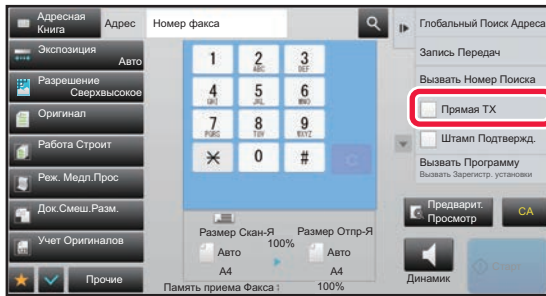 Адресная
Книга
Адрес
Номер факса
Экспозиция
Авто
Разрешение
Сверхвысокое
Оригинал
Работа Строит
Реж. Медл.Прос
Док.Смеш.Разм.
Учет Оригиналов
Прочие
1
2
ABC
3
DEF
4
GHI
5
JKL
6
MNO
7
PQRS
8
TUV
9
WXYZ
0
#
C
Размер Скан-Я
Размер Отпр-Я
100%
Авто
Авто
A4
A4
Память приема Факса :
100%
Глобальный Поиск Адреса
Запись Передач
Вызвать Номер Поиска
Прямая TX
Штамп Подтвержд.
Вызвать Программу
Вызвать Зарегистр. установки
Предварит.
Просмотр
CA
Динамик
Старт